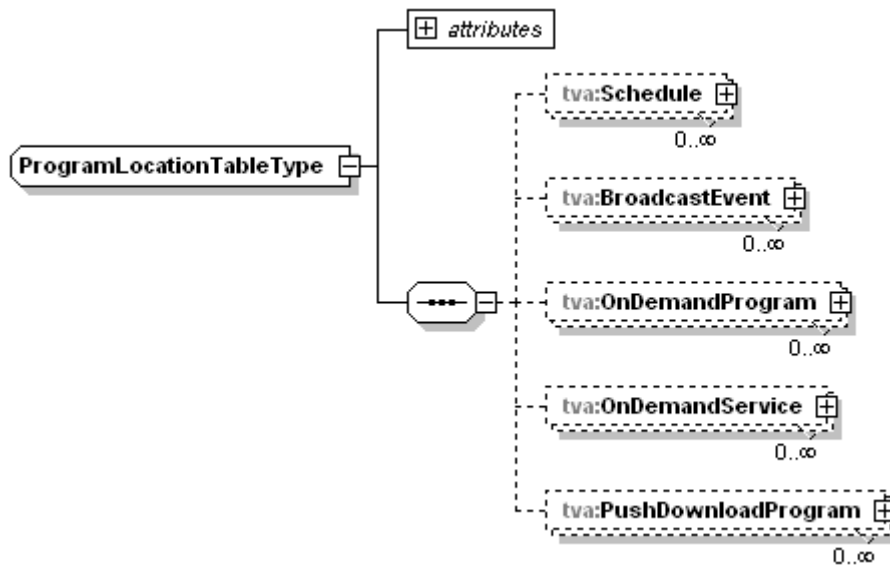 attributes
tva:Schedule
0..∞
ProgramLocationTableType
tva:BroadcastEvent
0..∞
tva:OnDemandProgram
0..∞
tva:OnDemandService
0..∞
tva:PushDownloadProgram
0..∞